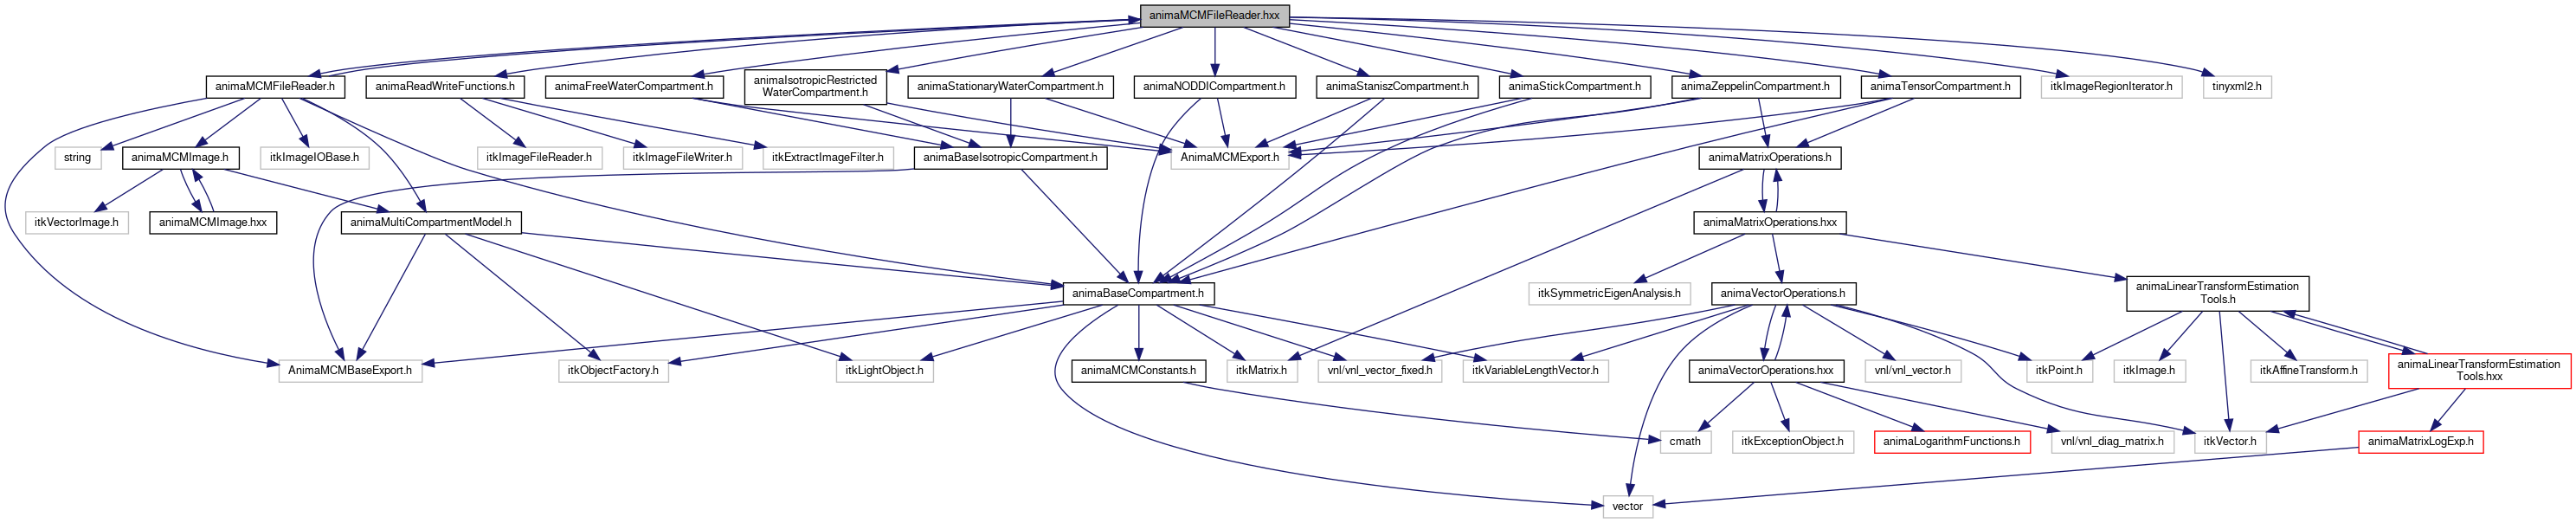 animaMCMFileReader.hxx
animaMCMFileReader.h
animaReadWriteFunctions.h
animaFreeWaterCompartment.h
animaIsotropicRestricted
WaterCompartment.h
animaStationaryWaterCompartment.h
animaNODDICompartment.h
animaStaniszCompartment.h
animaStickCompartment.h
animaZeppelinCompartment.h
animaTensorCompartment.h
itkImageRegionIterator.h
tinyxml2.h
string
animaMCMImage.h
itkImageIOBase.h
itkImageFileReader.h
itkImageFileWriter.h
itkExtractImageFilter.h
animaBaseIsotropicCompartment.h
AnimaMCMExport.h
animaMatrixOperations.h
itkVectorImage.h
animaMCMImage.hxx
animaMultiCompartmentModel.h
animaMatrixOperations.hxx
animaBaseCompartment.h
itkSymmetricEigenAnalysis.h
animaVectorOperations.h
animaLinearTransformEstimation
Tools.h
AnimaMCMBaseExport.h
itkObjectFactory.h
itkLightObject.h
animaMCMConstants.h
itkMatrix.h
vnl/vnl_vector_fixed.h
itkVariableLengthVector.h
animaVectorOperations.hxx
vnl/vnl_vector.h
itkPoint.h
itkImage.h
itkAffineTransform.h
animaLinearTransformEstimation
Tools.hxx
cmath
itkExceptionObject.h
animaLogarithmFunctions.h
vnl/vnl_diag_matrix.h
itkVector.h
animaMatrixLogExp.h
vector